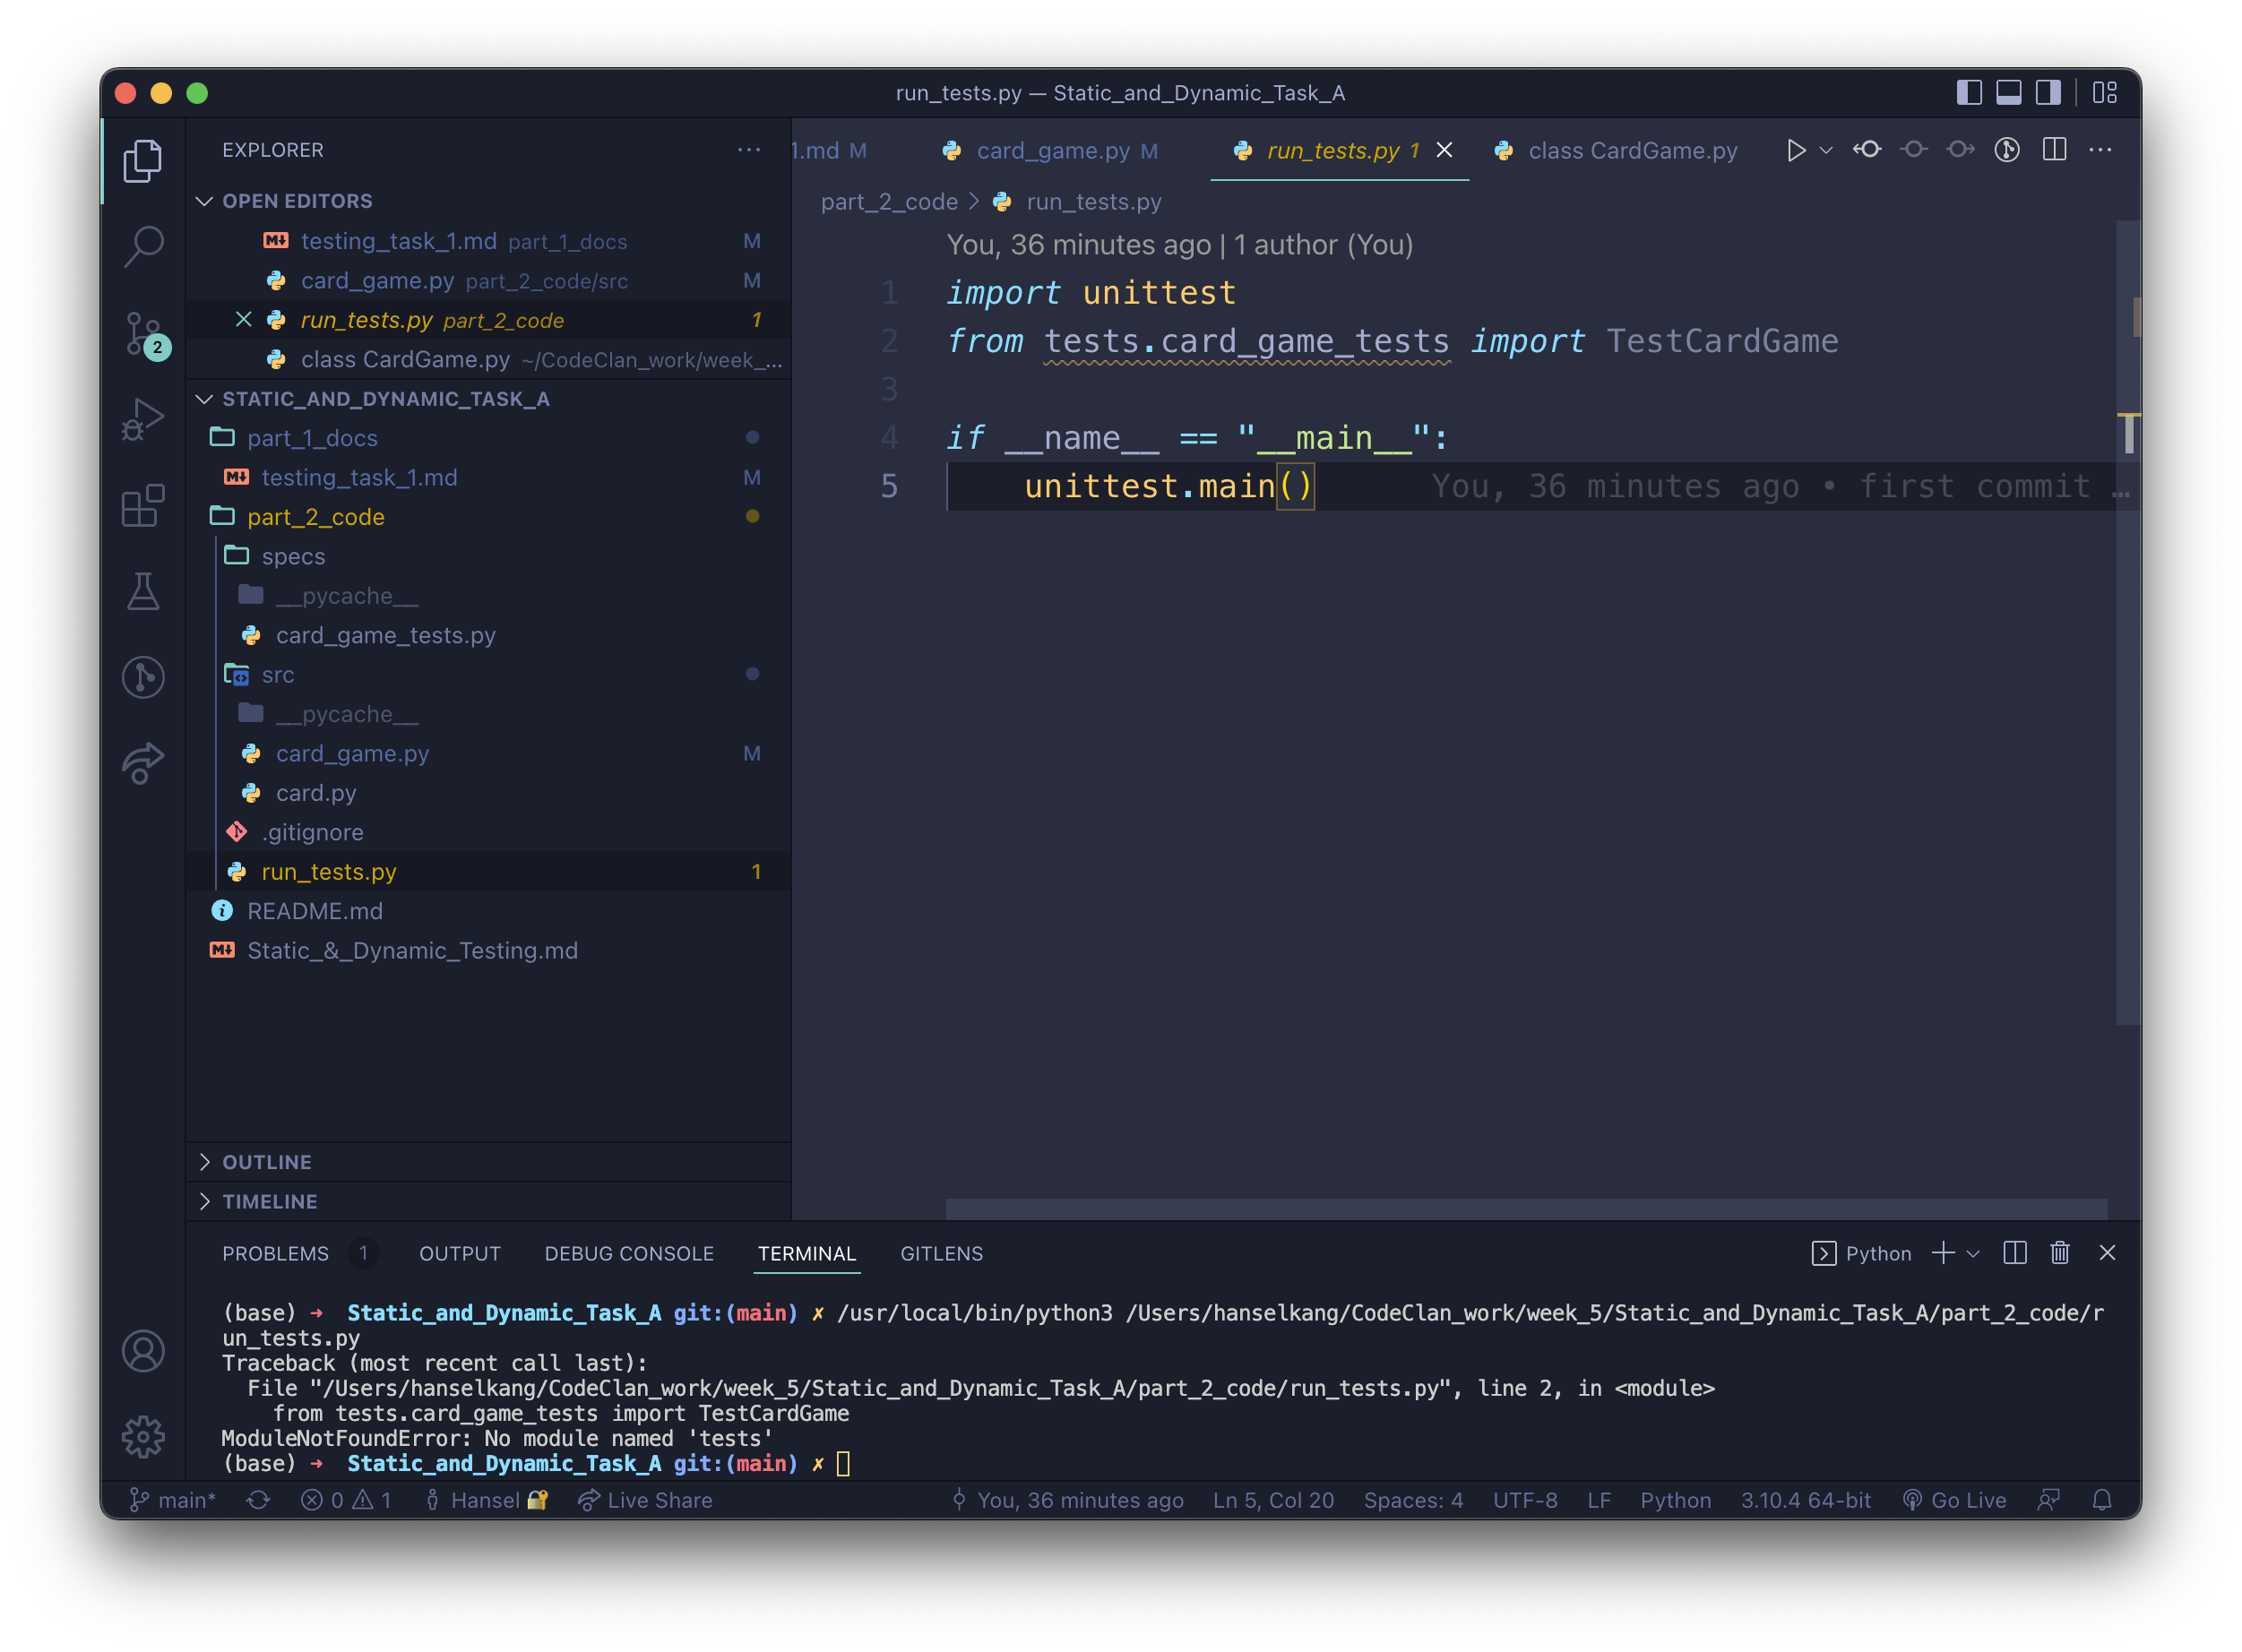 run_tests.py — Static_and_Dynamic_Task_A
EXPLORER
OPEN EDITORS
testing_task_1.md part_1_docs M
card_game.py part_2_code/src M
run_tests.py part_2_code 1
class CardGame.py ~/CodeClan_work/week_...
STATIC_AND_DYNAMIC_TASK_A
part_1_docs
testing_task_1.md M
part_2_code
specs
__pycache__
card_game_tests.py
src
__pycache__
card_game.py M
card.py
.gitignore
run_tests.py 1
README.md
Static_&_Dynamic_Testing.md
OUTLINE
TIMELINE
2
1.md M card_game.py M run_tests.py 1 class CardGame.py
part_2_code > run_tests.py
You, 36 minutes ago | 1 author (You)
1 import unittest
2 from tests.card_game_tests import TestCardGame
3
4 if __name__ == "__main__":
5 unittest.main() You, 36 minutes ago • first commit …
PROBLEMS 1 OUTPUT DEBUG CONSOLE TERMINAL GITLENS Python
(base) ➜ Static_and_Dynamic_Task_A git:(main) ✗ /usr/local/bin/python3 /Users/hanselkang/CodeClan_work/week_5/Static_and_Dynamic_Task_A/part_2_code/r
un_tests.py
Traceback (most recent call last):
File "/Users/hanselkang/CodeClan_work/week_5/Static_and_Dynamic_Task_A/part_2_code/run_tests.py", line 2, in <module>
from tests.card_game_tests import TestCardGame
ModuleNotFoundError: No module named 'tests'
(base) ➜ Static_and_Dynamic_Task_A git:(main) ✗
main* 0 1 Hansel 🔐 Live Share You, 36 minutes ago Ln 5, Col 20 Spaces: 4 UTF-8 LF Python 3.10.4 64-bit Go Live